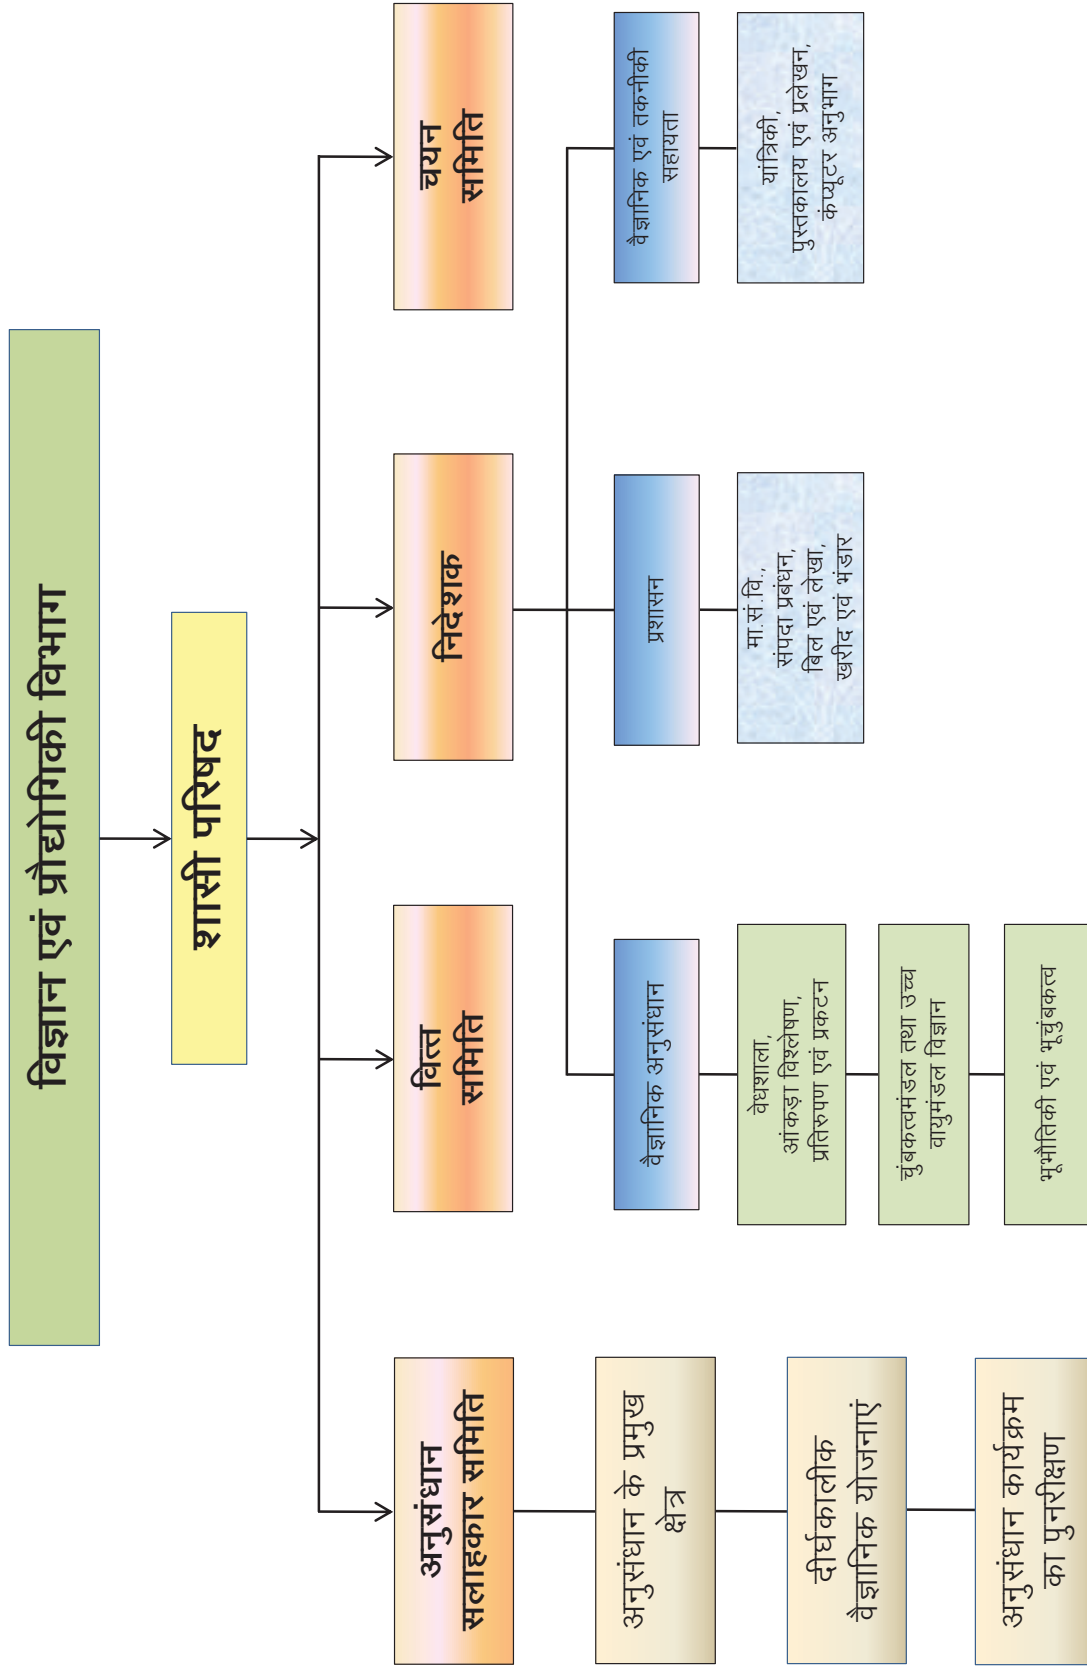 विज्ञान एवं प्रौद्योगिकी विभाग
शासी परिषद
अनुसंधान
सलाहकार समिति
वित्त
समिति
निदेशक
चयन
समिति
अनुसंधान के प्रमुख
क्षेत्र
दीर्घकालीक
वैज्ञानिक योजनाएं
अनुसंधान कार्यक्रम
का पुनरीक्षण
वैज्ञानिक अनुसंधान
वेधशाला,
आंकड़ा विश्लेषण,
प्रतिरुपण एवं प्रकटन
चुंबकत्वमंडल तथा उच्च
वायुमंडल विज्ञान
भूभौतिकी एवं भूचुंबकत्व
प्रशासन
मा.सं.वि.,
संपदा प्रबंधन,
बिल एवं लेखा,
खरीद एवं भंडार
वैज्ञानिक एवं तकनीकी
सहायता
यांत्रिकी,
पुस्तकालय एवं प्रलेखन,
कंप्यूटर अनुभाग